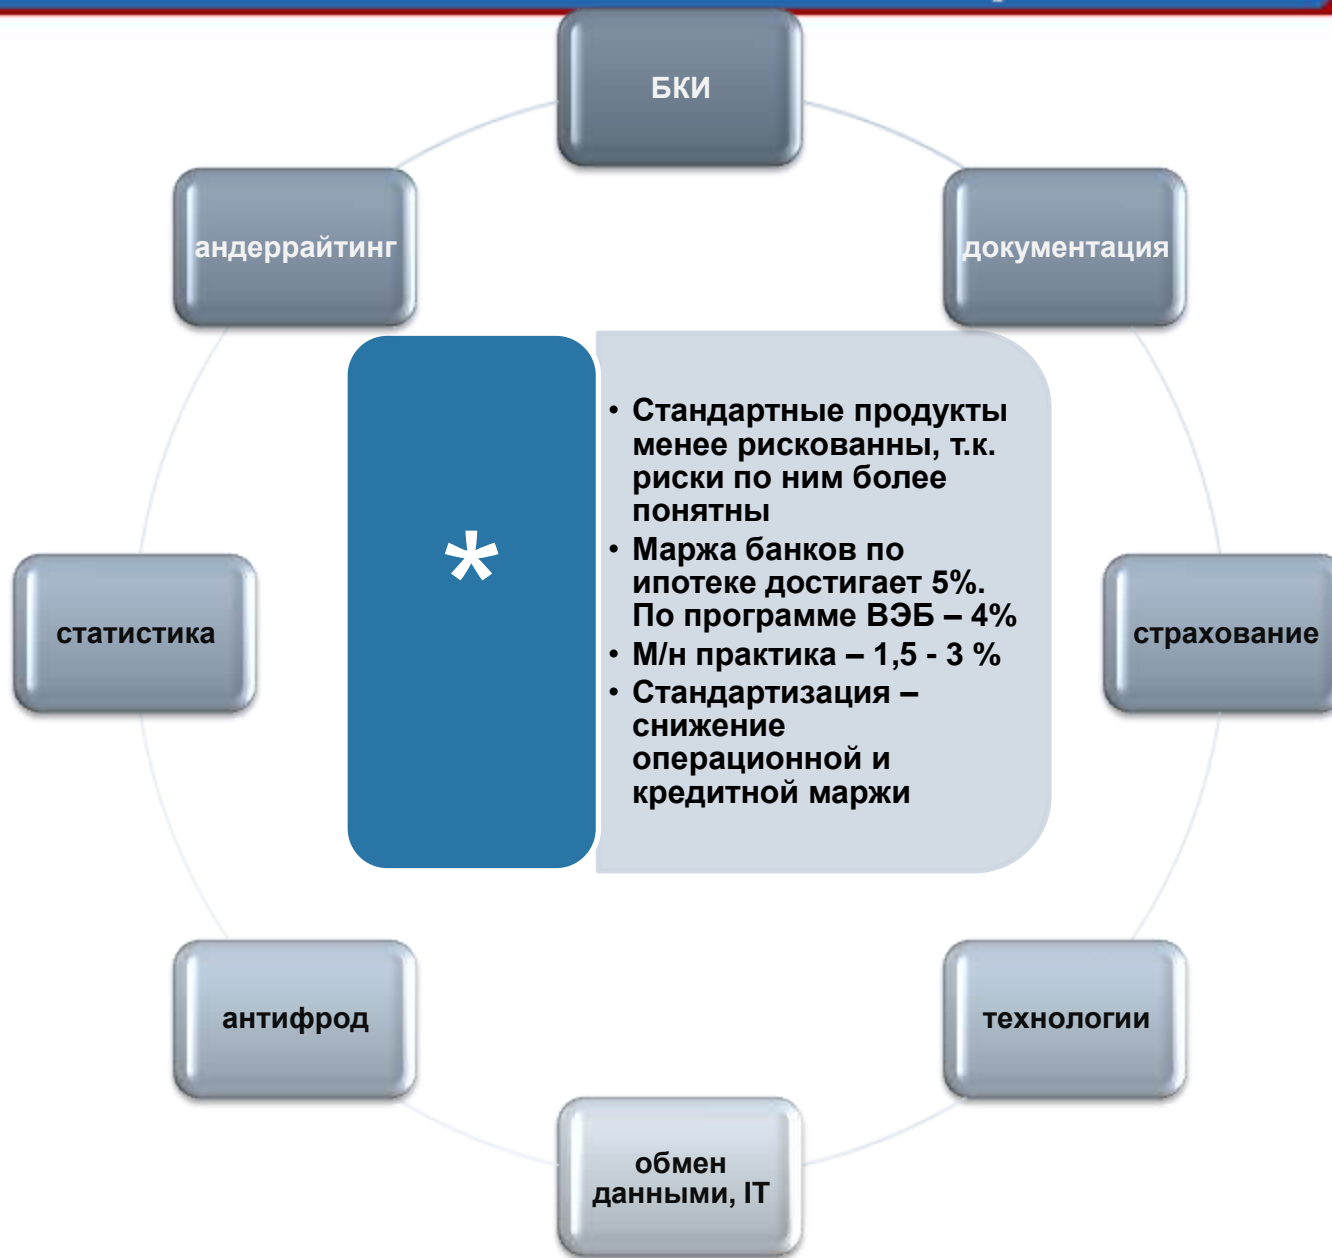 БКИ
андеррайтинг
документация
*
• Стандартные продукты
менее рискованны, т.к.
риски по ним более
понятны
• Маржа банков по
ипотеке достигает 5%.
По программе ВЭБ – 4%
• М/н практика – 1,5 - 3 %
• Стандартизация –
снижение
операционной и
кредитной маржи
статистика
страхование
антифрод
технологии
обмен
данными, IT